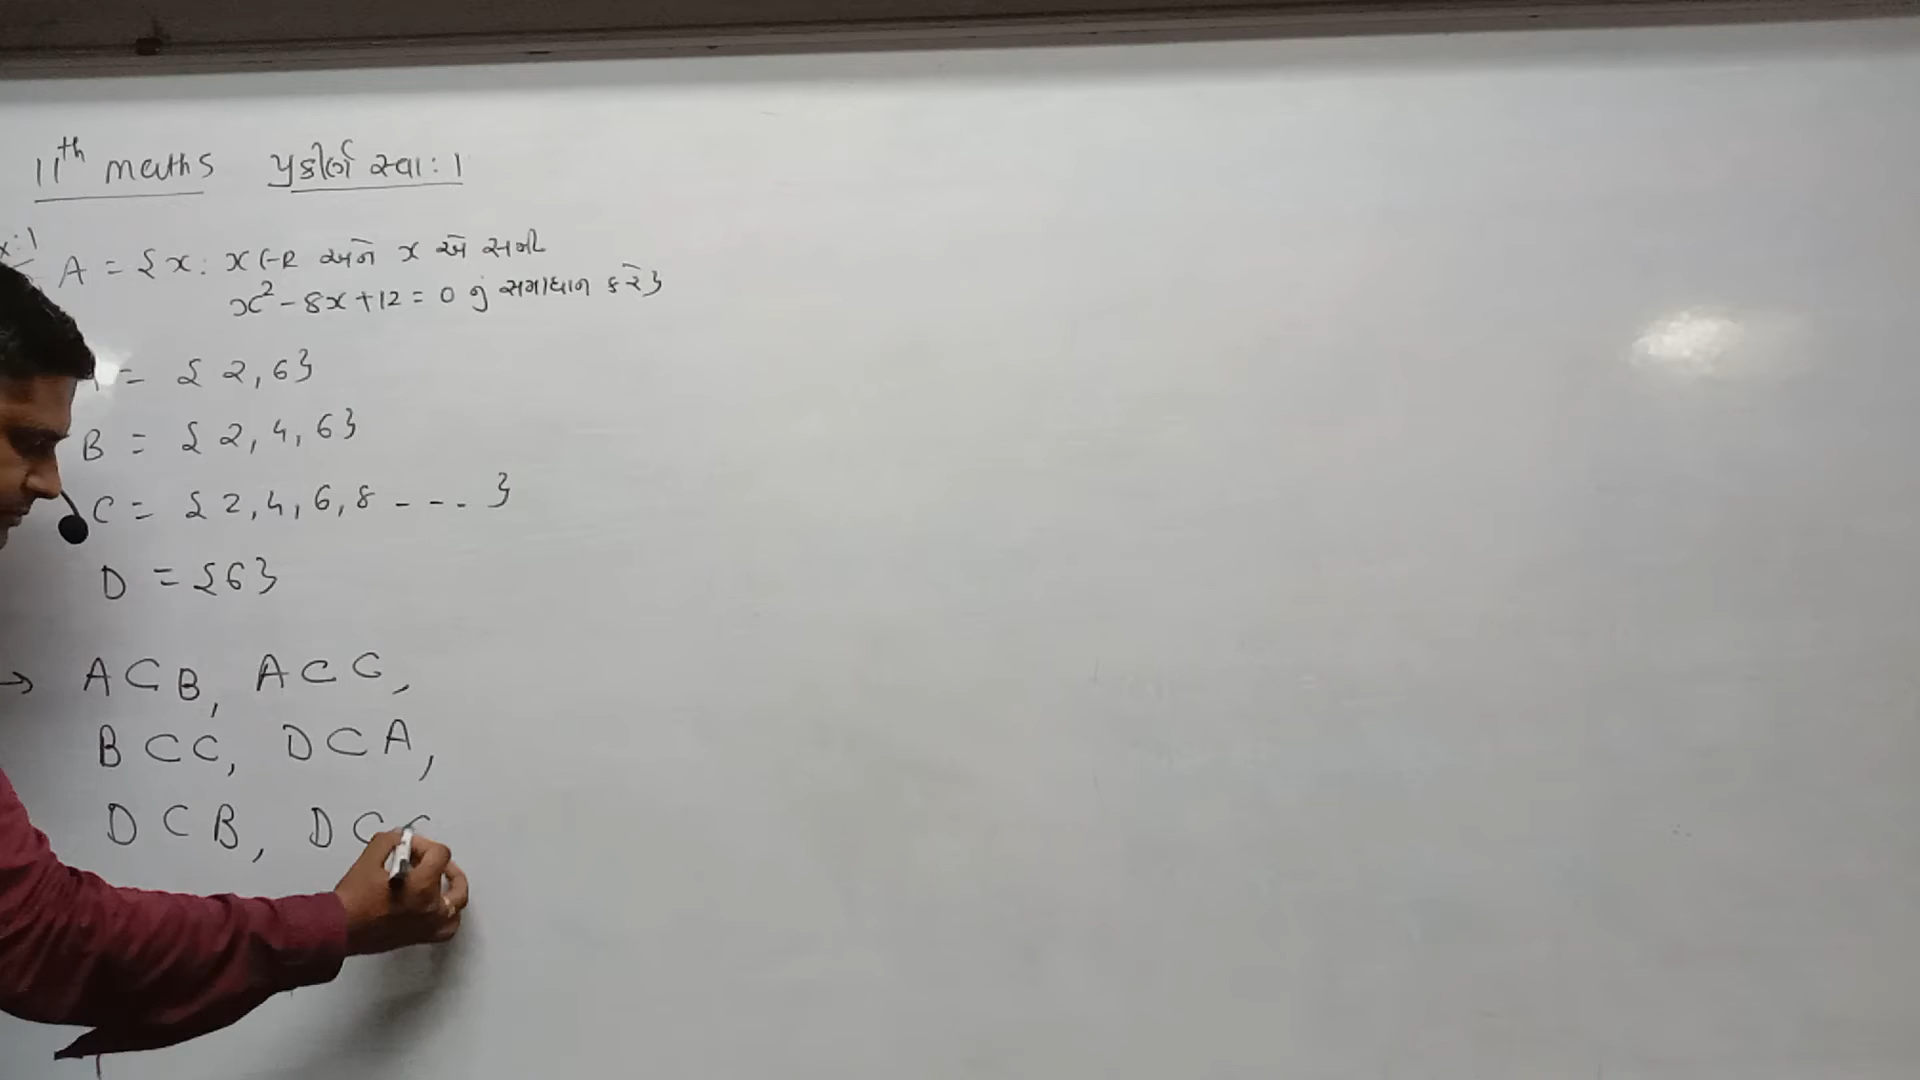 11th maths પ્રકીર્ણ સ્વા: 1
x:1
A = {x: x ∈ R અને x એ સમી
x² - 8x + 12 = 0 નું સમાધાન કરે}
= {2, 6}
B = {2, 4, 6}
C = {2, 4, 6, 8 - - - }
D = {6}
→ A ⊂ B, A ⊂ C,
B ⊂ C, D ⊂ A,
D ⊂ B, D ⊂ C